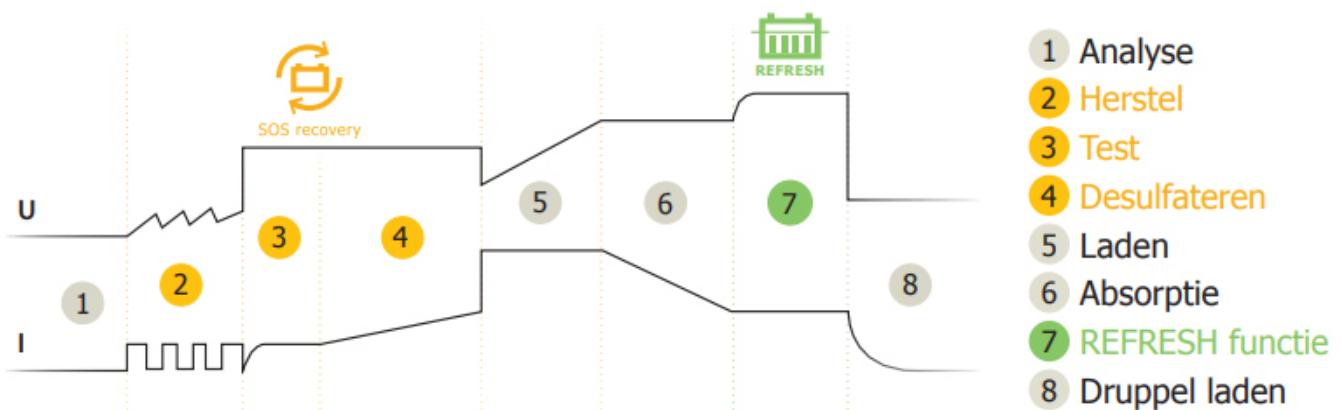 REFRESH
SOS recovery
U
I
1
2
3
4
5
6
7
8
1 Analyse
2 Herstel
3 Test
4 Desulfateren
5 Laden
6 Absorptie
7 REFRESH functie
8 Druppel laden